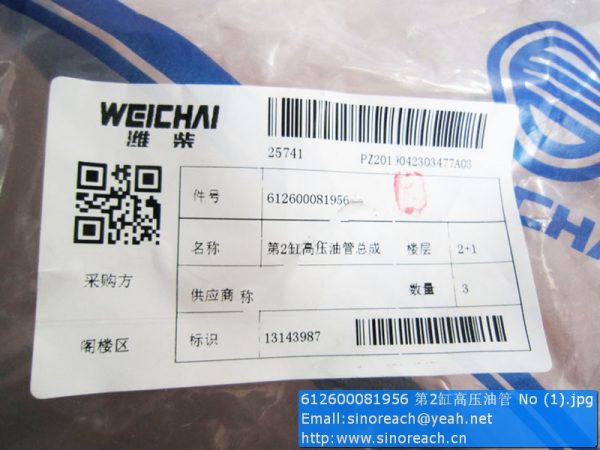 WEICHAI
潍 柴
25741 PZ2019042303477A03
件号 612600081956
名称 第2缸高压油管总成 楼层 2+1
采购方
供应商 称 数量 3
阁楼区
标识 13143987
ICHAI
612600081956 第2缸高压油管 No (1).jpg
Email:sinoreach@yeah.net
http:www.sinoreach.cn